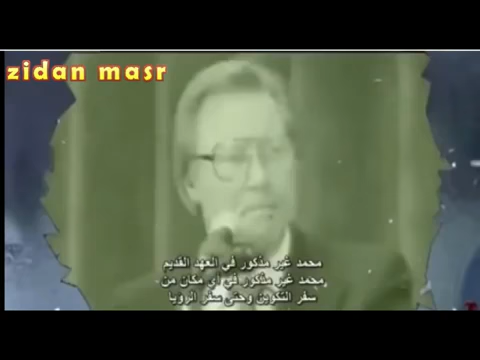 zidan masr
محمد غير مذكور في العهد القديم
محمد غير مذكور في أي مكان من
سفر التكوين وحتى سفر الرؤيا